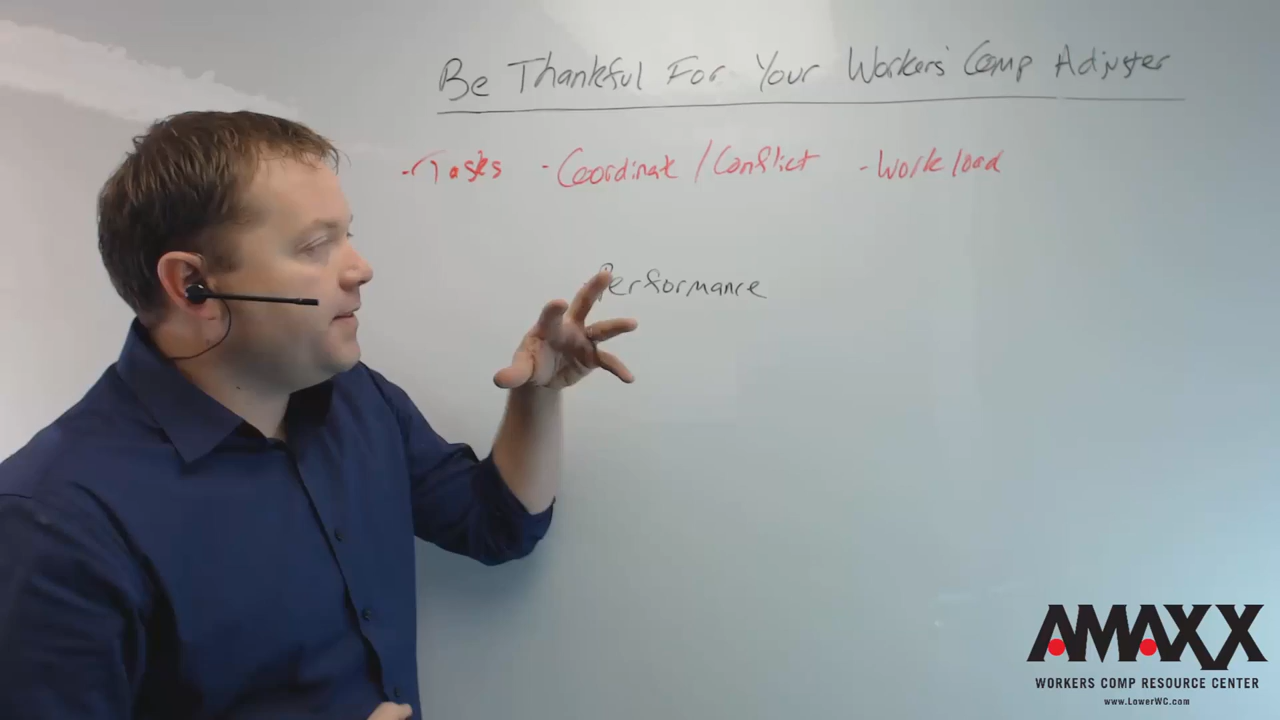 Be Thankful For Your Workers' Comp Adjuster
- Tasks - Coordinate / Conflict - Workload
Performance
AMAXX
WORKERS COMP RESOURCE CENTER
www.LowerWC.com